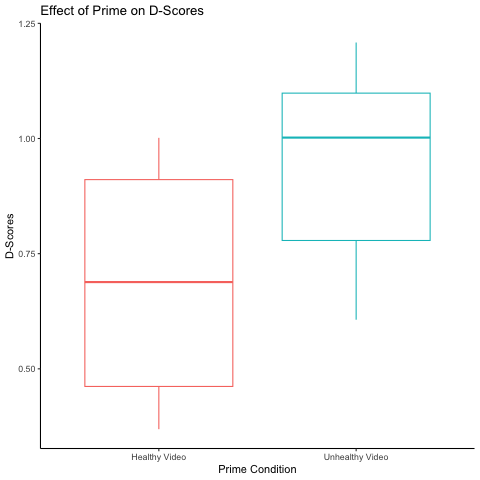 Effect of Prime on D-Scores
D-Scores
1.25
1.00
0.75
0.50
Healthy Video
Unhealthy Video
Prime Condition